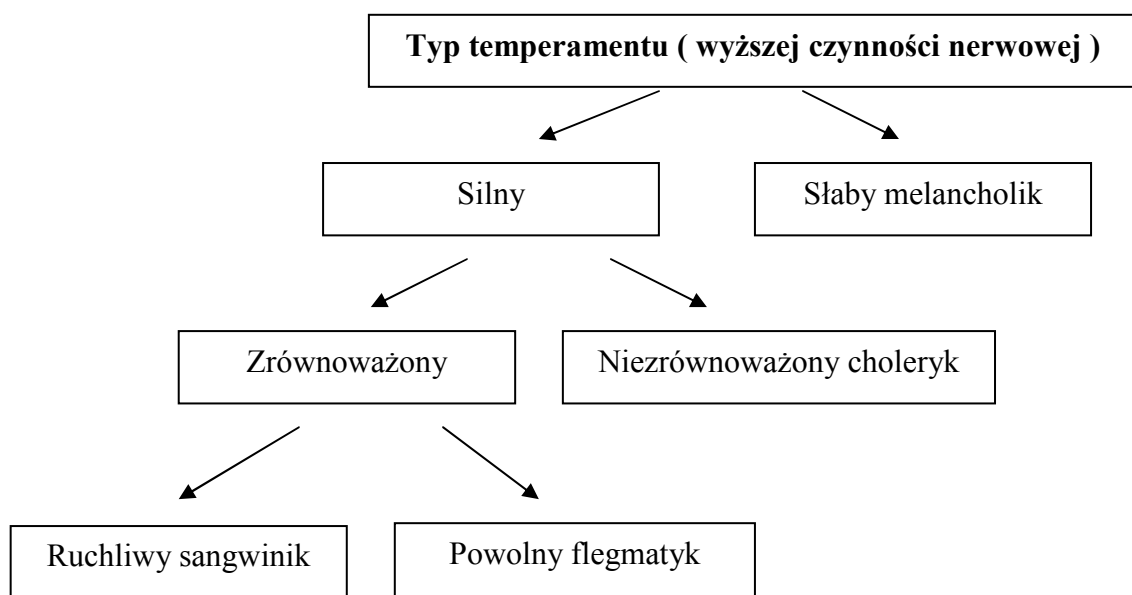 Typ temperamentu ( wyższej czynności nerwowej )
Silny
Słaby melancholik
Zrównoważony
Niezrównoważony choleryk
Ruchliwy sangwinik
Powolny flegmatyk